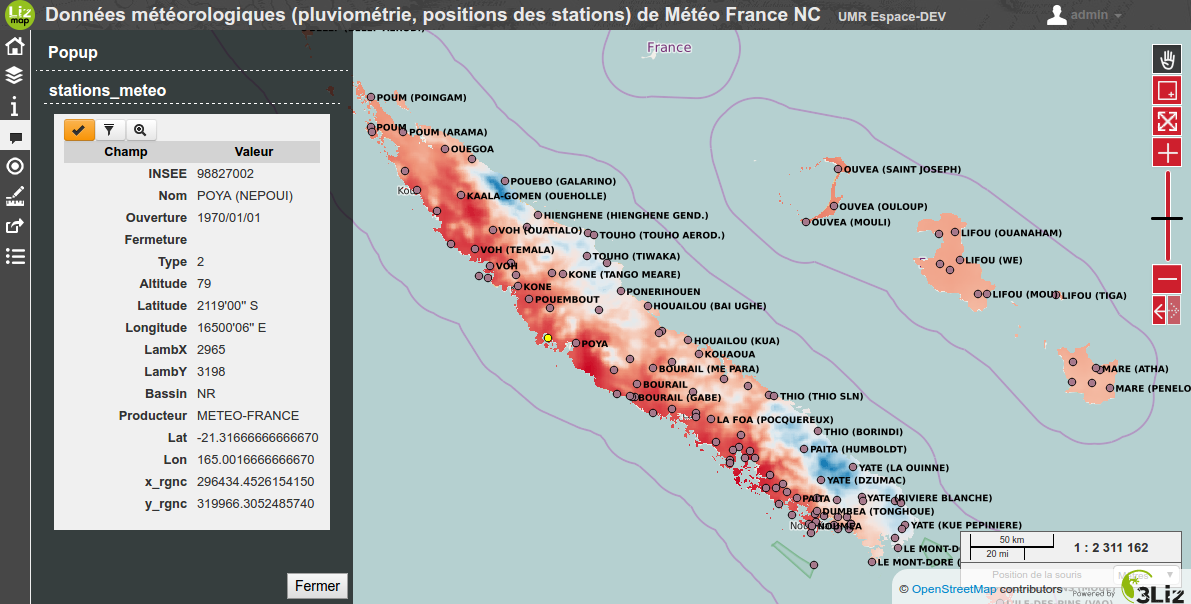 Liz
map
Données météorologiques (pluviométrie, positions des stations) de Météo France NC
UMR Espace-DEV
admin
Popup
stations_meteo
Champ Valeur
INSEE 98827002
Nom POYA (NEPOUI)
Ouverture 1970/01/01
Fermeture
Type 2
Altitude 79
Latitude 2119'00'' S
Longitude 16500'06'' E
LambX 2965
LambY 3198
Bassin NR
Producteur METEO-FRANCE
Lat -21.31666666666670
Lon 165.0016666666670
x_rgnc 296434.4526154150
y_rgnc 319966.3052485740
Fermer
France
POUM (POINGAM)
POUM
POUM (ARAMA)
OUEGOA
POUEBO (GALARINO)
Kou
KAALA-GOMEN (OUEHOLLE)
HIENGHENE (HIENGHENE GEND.)
VOH (OUATIALO)
TOUHO (TOUHO AEROD.)
VOH (TEMALA)
TOUHO (TIWAKA)
VOH
KONE (TANGO MEARE)
KONE
PONERIHOUEN
POUEMBOUT
HOUAILOU (BAI UGHE)
POYA
HOUAILOU (KUA)
KOUAOUA
BOURAIL (ME PARA)
BOURAIL
BOURAIL (GABE)
THIO (THIO SLN)
LA FOA (POCQUEREUX)
THIO (BORINDI)
PAITA (HUMBOLDT)
YATE (LA OUINNE)
YATE (DZUMAC)
PAITA
YATE (RIVIERE BLANCHE)
DUMBEA (TONGHOUE)
NOUMEA
YATE (KUE PEPINIERE)
LE MONT-D
LE MONT-DORE (
OUVEA (SAINT JOSEPH)
OUVEA (OULOUP)
OUVEA (MOULI)
LIFOU (OUANAHAM)
LIFOU (WE)
LIFOU (MOU)
LIFOU (TIGA)
MARE (ATHA)
MARE (PENELO
50 km
20 mi
1 : 2 311 162
Position de la souris
© OpenStreetMap contributors
Powered by
3Liz